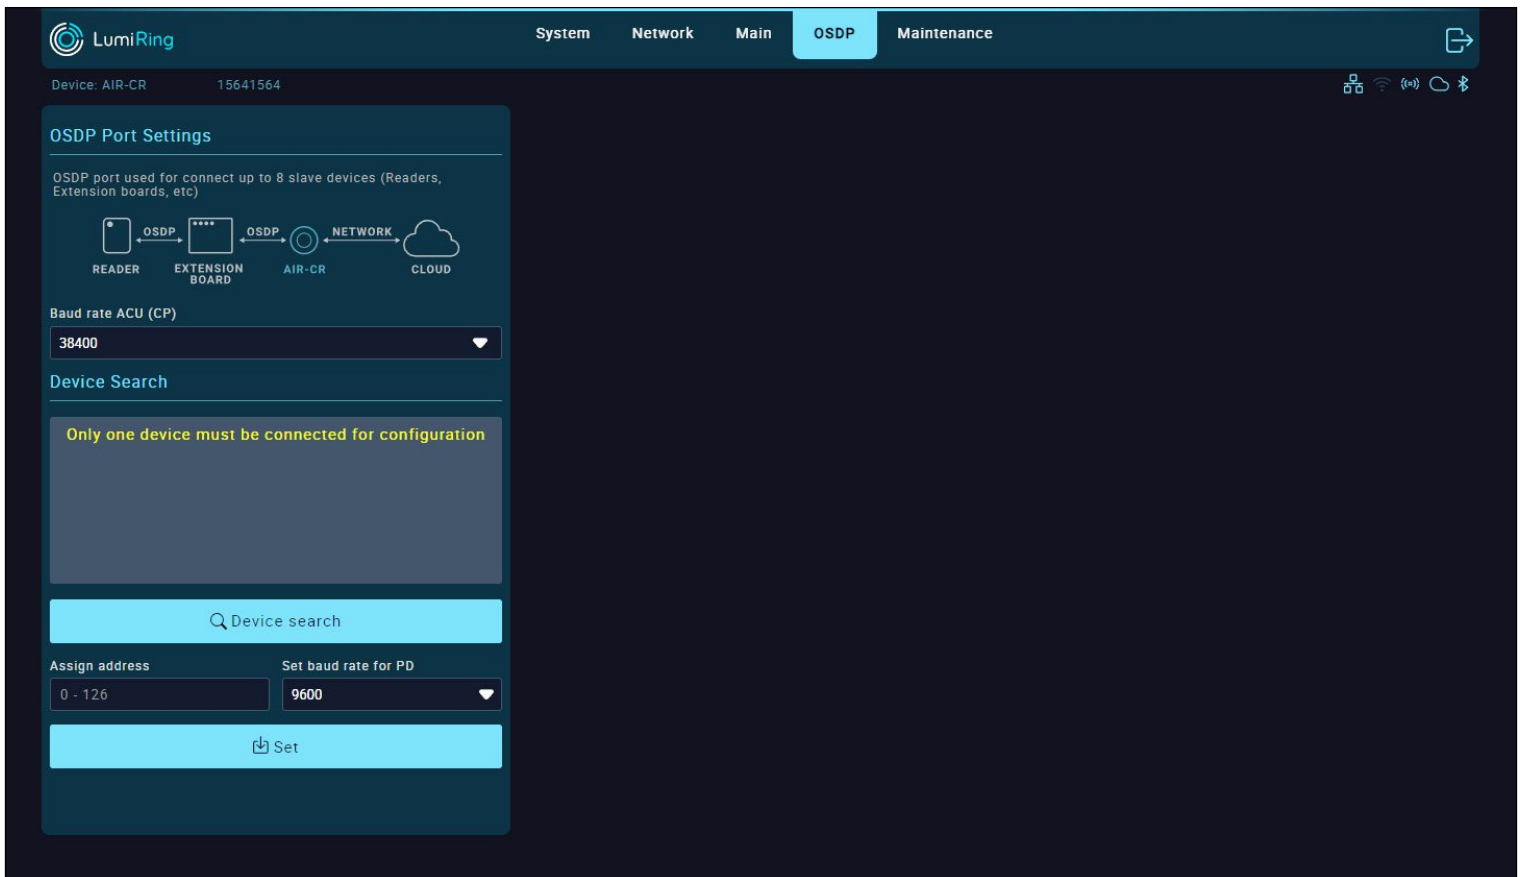 LumiRing
System Network Main OSDP Maintenance
Device: AIR-CR 15641564
OSDP Port Settings
OSDP port used for connect up to 8 slave devices (Readers,
Extension boards, etc)
OSDP OSDP NETWORK
READER EXTENSION AIR-CR CLOUD
BOARD
Baud rate ACU (CP)
38400
Device Search
Only one device must be connected for configuration
Device search
Assign address Set baud rate for PD
0 - 126 9600
Set